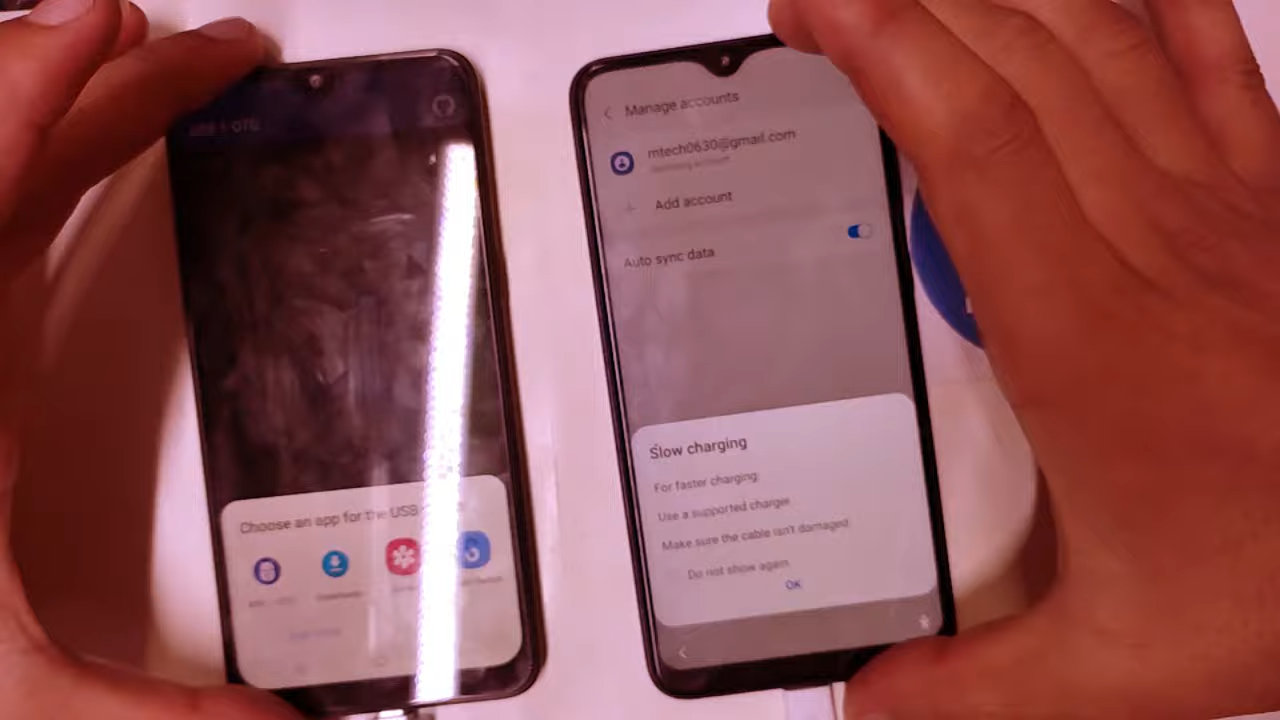 OTG
Choose an app for the USB
Manage accounts
mtech0630@gmail.com
Add account
Auto sync data
Slow charging
For faster charging:
Use a supported charger
Make sure the cable isn't damaged
Do not show again
OK